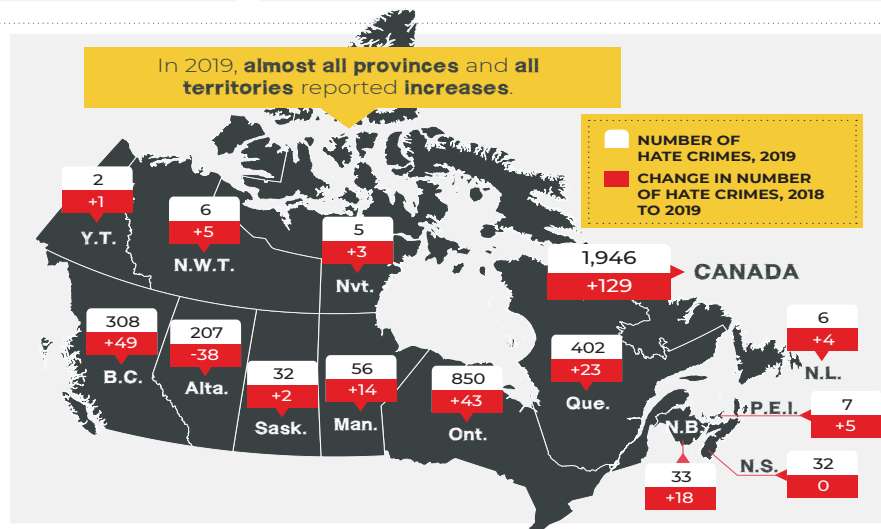 In 2019, almost all provinces and all
territories reported increases.
NUMBER OF
HATE CRIMES, 2019
CHANGE IN NUMBER
OF HATE CRIMES, 2018
TO 2019
2
+1
Y.T.
6
+5
N.W.T.
5
+3
Nvt.
1,946
+129
CANADA
308
+49
B.C.
207
-38
Alta.
32
+2
Sask.
56
+14
Man.
850
+43
Ont.
402
+23
Que.
6
+4
N.L.
P.E.I.
7
+5
N.B.
33
+18
N.S.
32
0